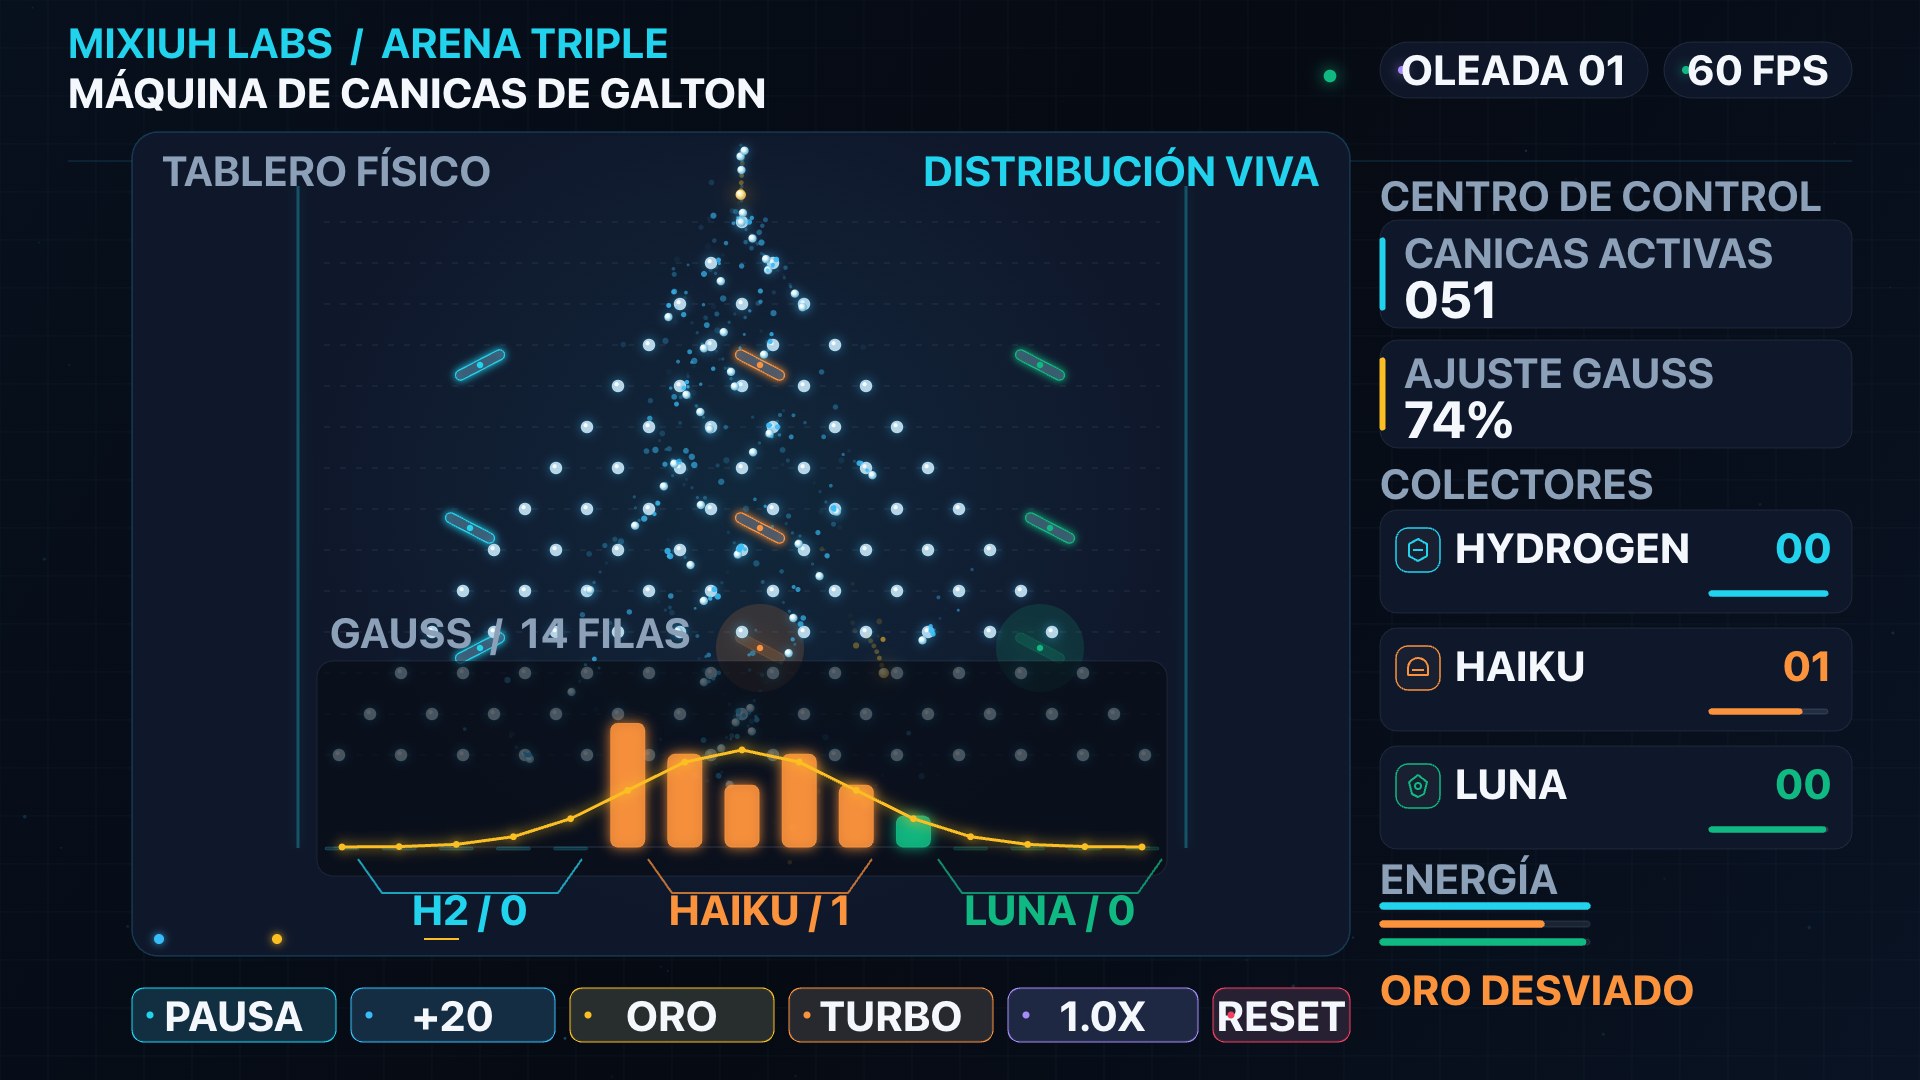 MIXIUH LABS / ARENA TRIPLE
MÁQUINA DE CANICAS DE GALTON
OLEADA 01
60 FPS
TABLERO FÍSICO
DISTRIBUCIÓN VIVA
CENTRO DE CONTROL
CANICAS ACTIVAS
051
AJUSTE GAUSS
74%
COLECTORES
HYDROGEN 00
HAIKU 01
LUNA 00
GAUSS / 14 FILAS
H2 / 0
HAIKU / 1
LUNA / 0
ENERGÍA
ORO DESVIADO
PAUSA
+20
ORO
TURBO
1.0X
RESET